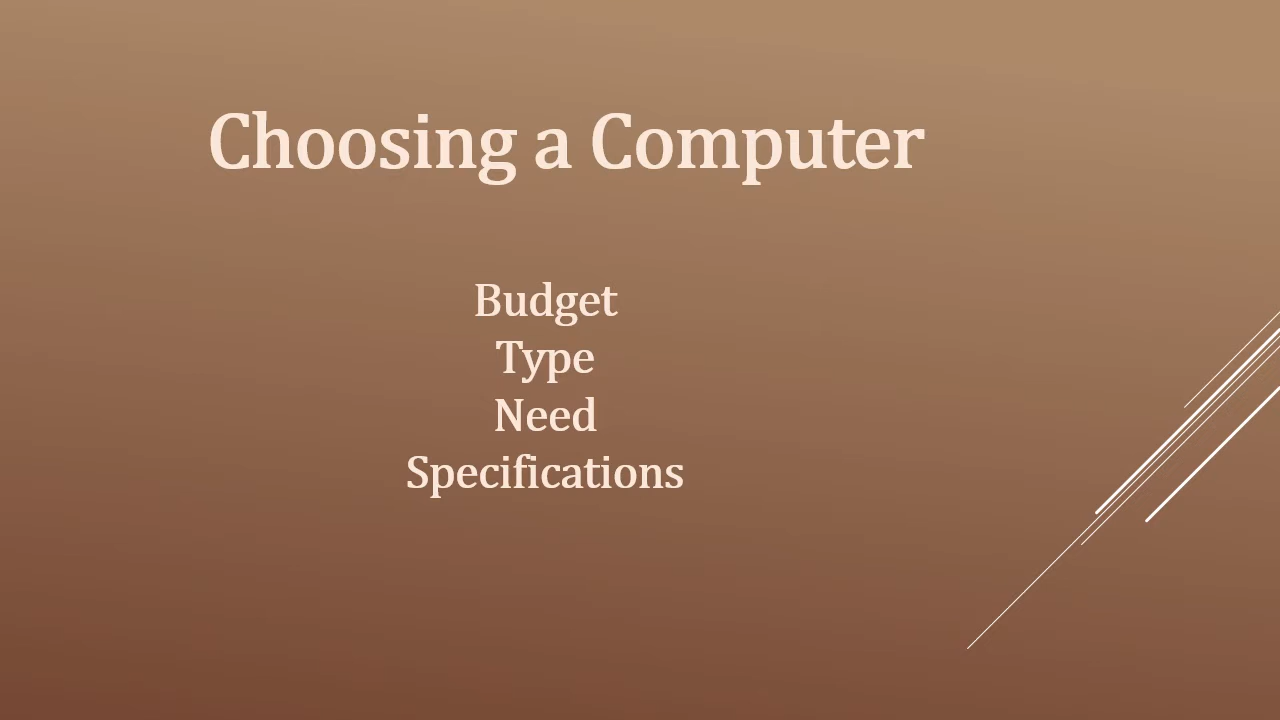 Choosing a Computer
Budget
Type
Need
Specifications